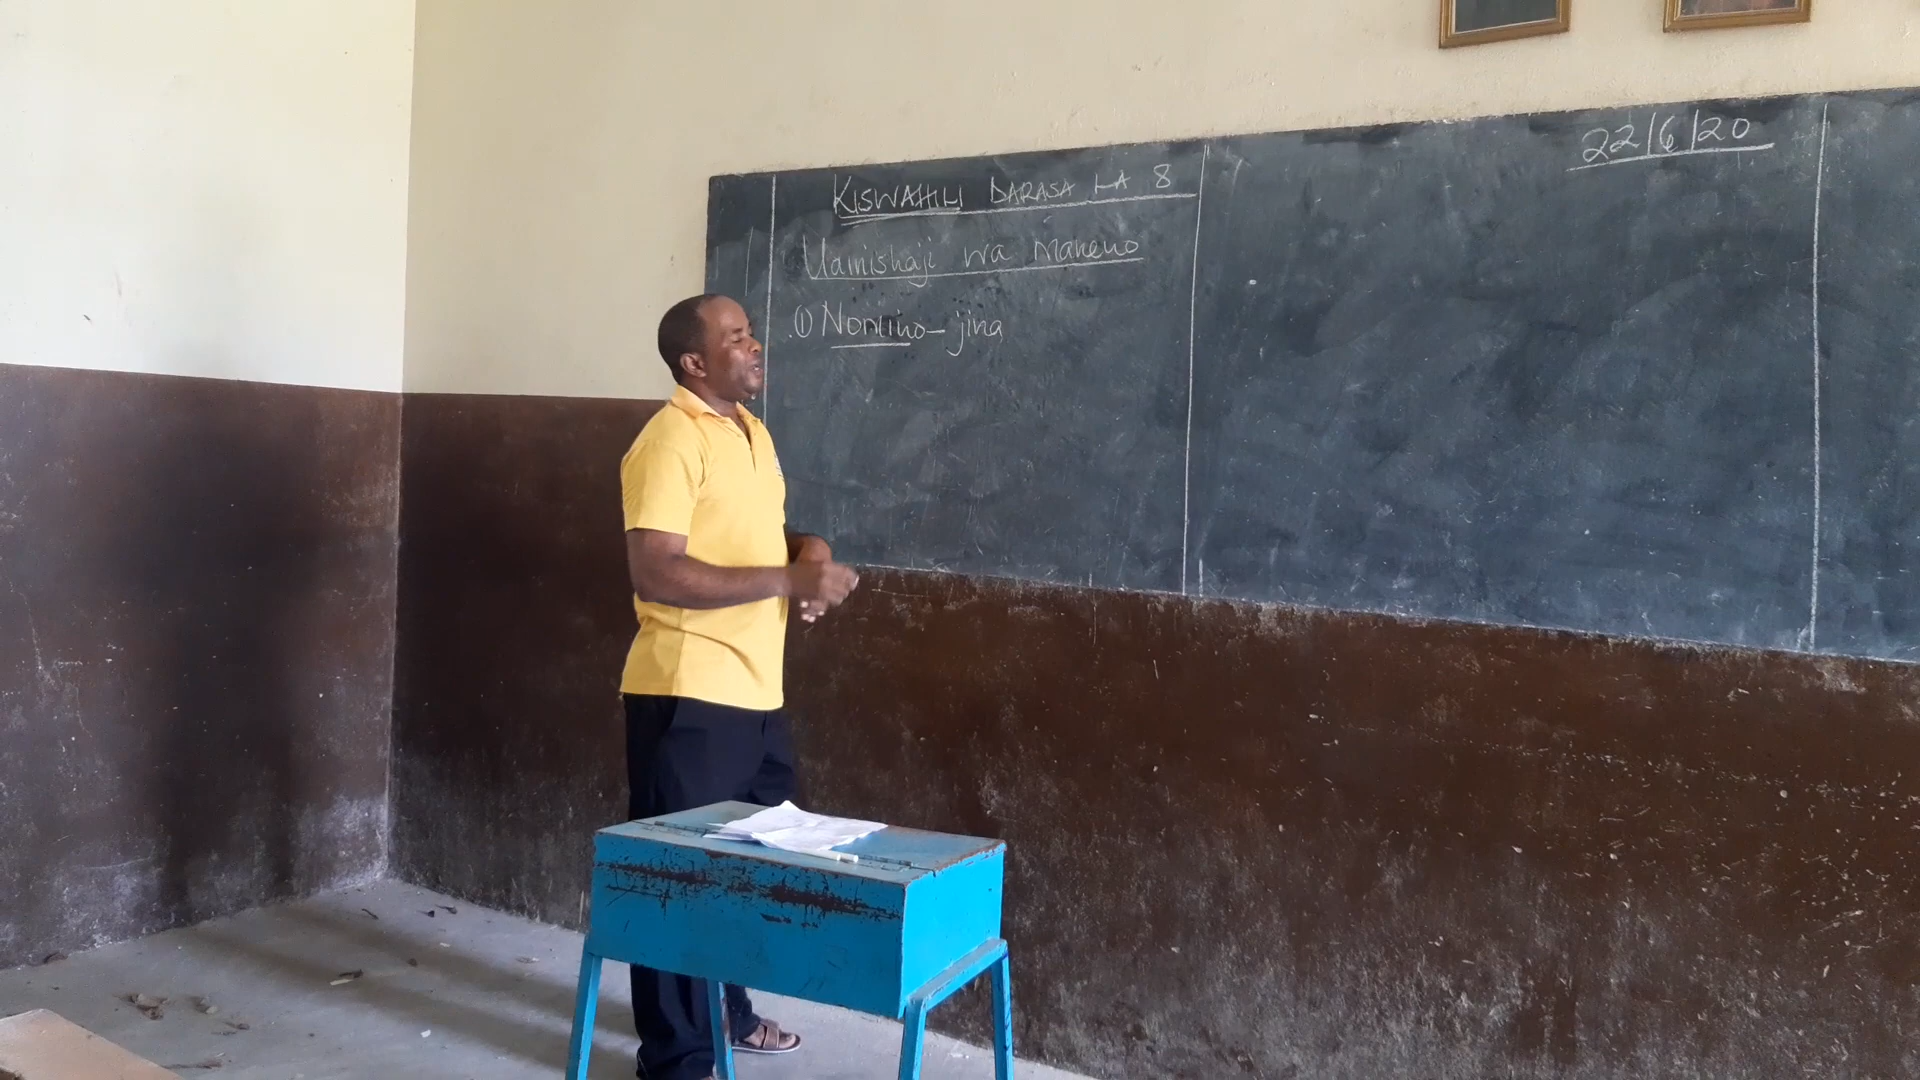 KISWAHILI DARASA LA 8
22/6/20
Uainishaji wa maneno
① Nomino - jina